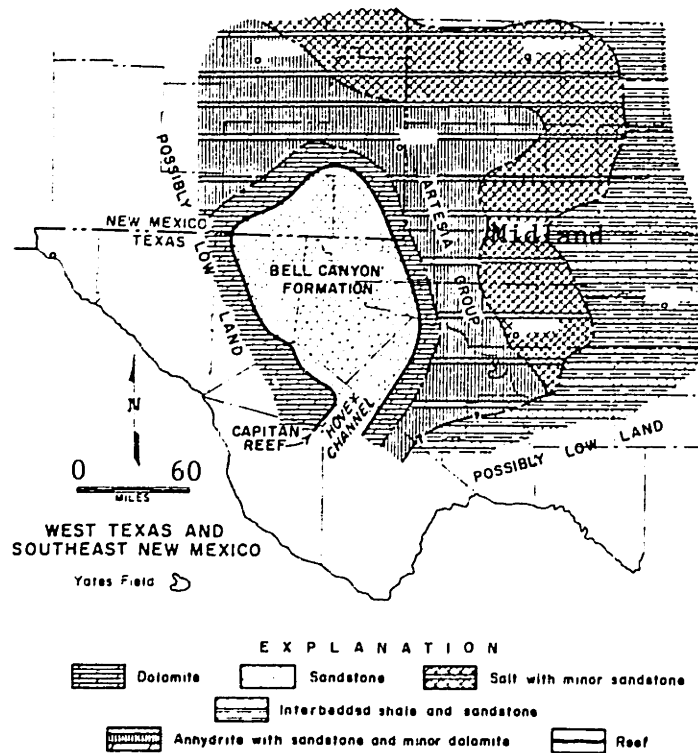 POSSIBLY LOW LAND
NEW MEXICO
TEXAS
ARTESIA GROUP
Midland
BELL CANYON
FORMATION
HOVEY
CHANNEL
CAPITAN
REEF
POSSIBLY LOW LAND
N
0 60
MILES
WEST TEXAS AND
SOUTHEAST NEW MEXICO
Yates Field
EXPLANATION
Dolomite
Sandstone
Salt with minor sandstone
Interbedded shale and sandstone
Anhydrite with sandstone and minor dolomite
Reef